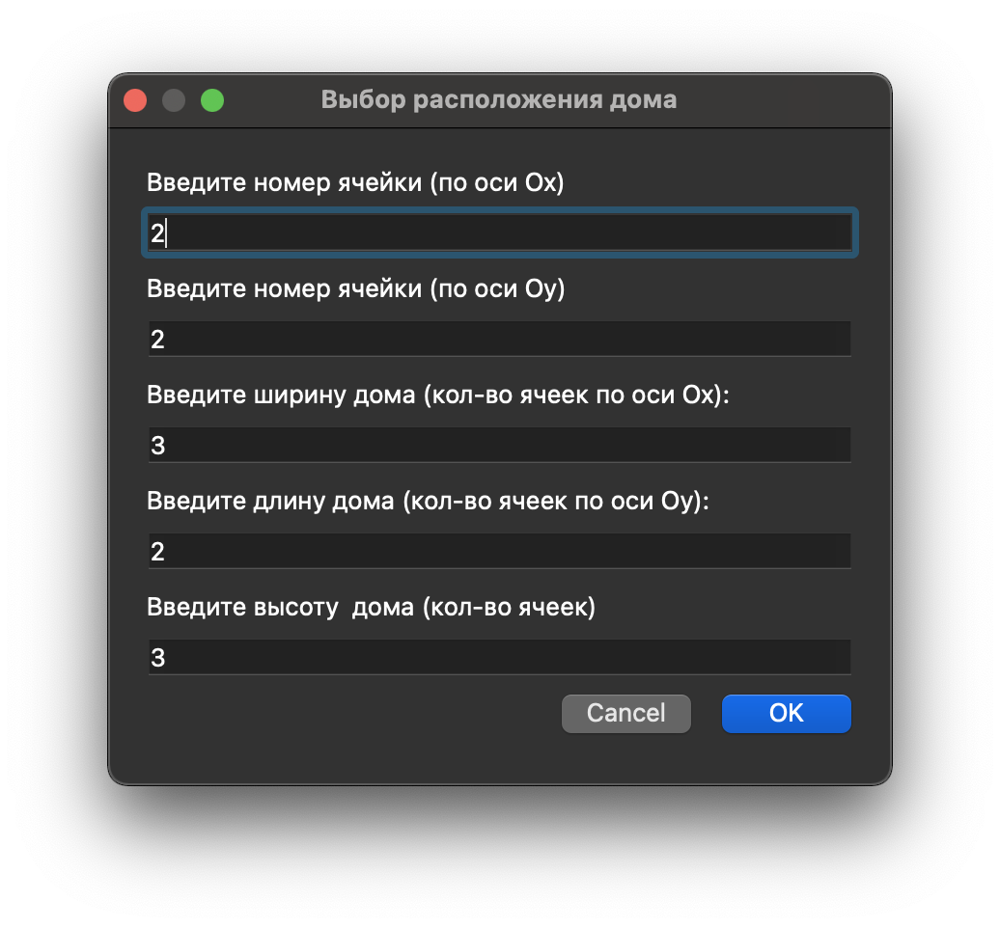 Выбор расположения дома
Введите номер ячейки (по оси Ox)
2
Введите номер ячейки (по оси Oy)
2
Введите ширину дома (кол-во ячеек по оси Ox):
3
Введите длину дома (кол-во ячеек по оси Oy):
2
Введите высоту  дома (кол-во ячеек)
3
Cancel OK